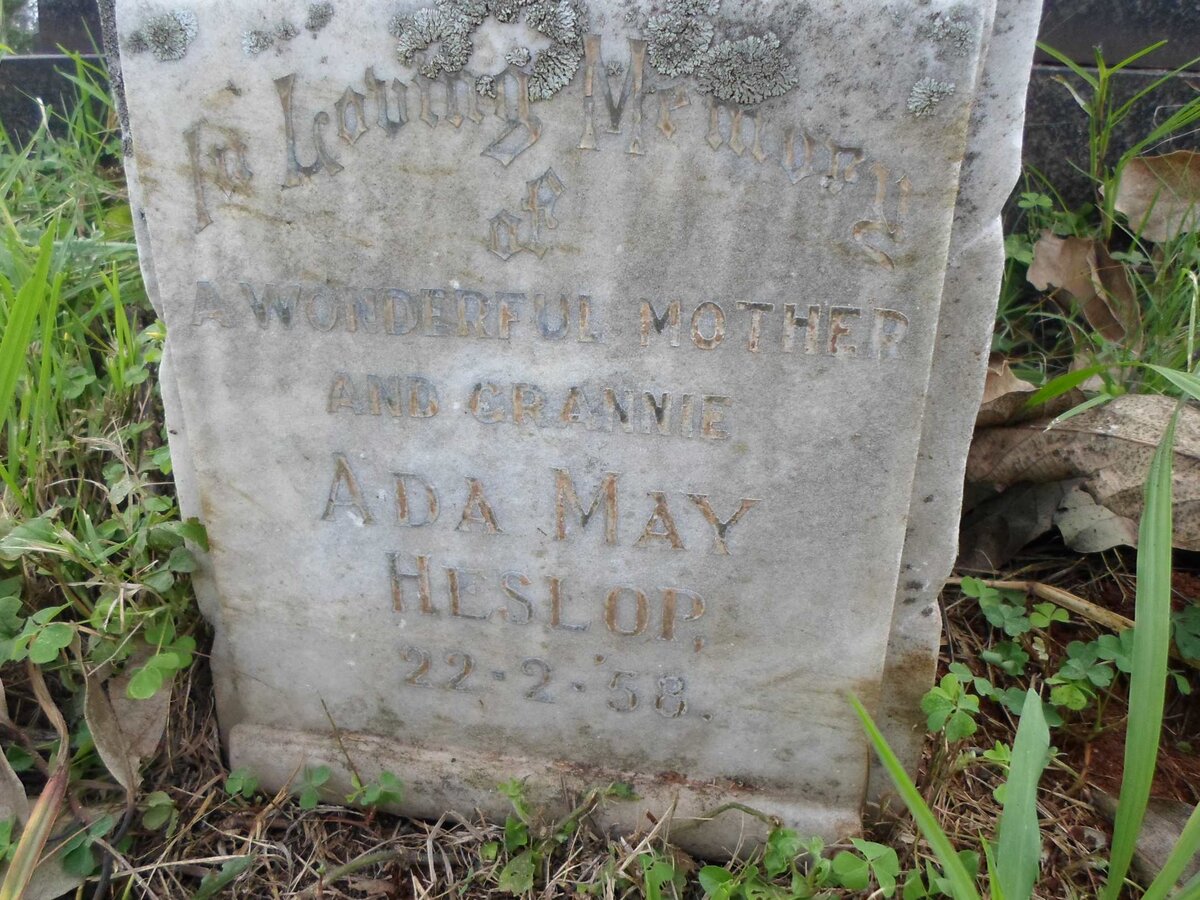 In Loving Memory
of
A WONDERFUL MOTHER
AND GRANNIE
ADA MAY
HESLOP,
22-2-'58.